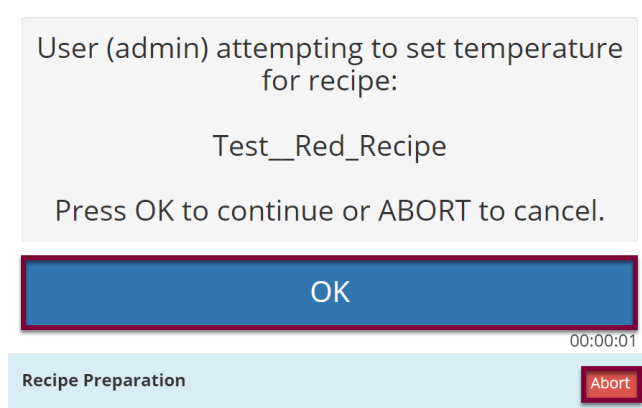 User (admin) attempting to set temperature
for recipe:
Test__Red_Recipe
Press OK to continue or ABORT to cancel.
OK
00:00:01
Recipe Preparation
Abort